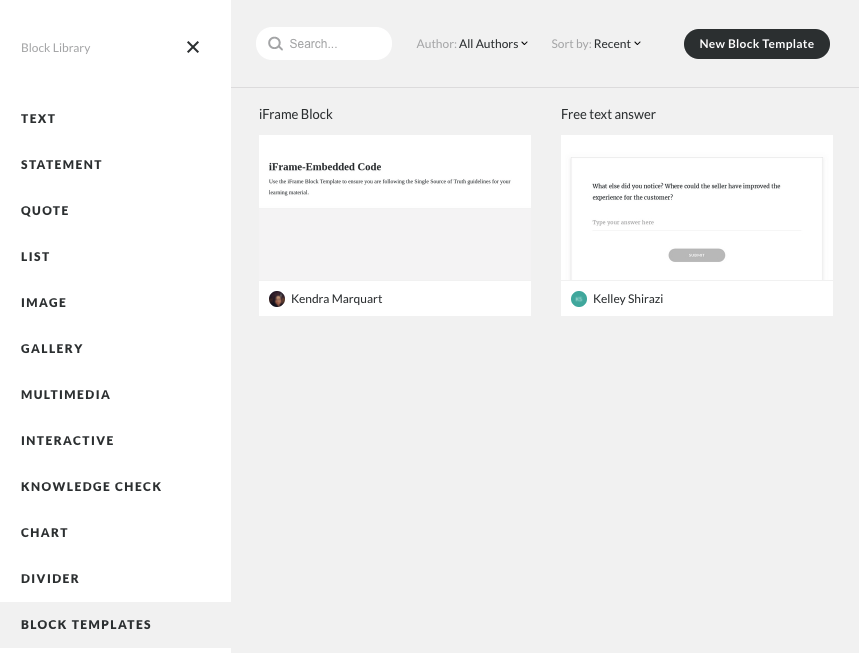 Block Library
TEXT
STATEMENT
QUOTE
LIST
IMAGE
GALLERY
MULTIMEDIA
INTERACTIVE
KNOWLEDGE CHECK
CHART
DIVIDER
BLOCK TEMPLATES
Search...
Author: All Authors
Sort by: Recent
New Block Template
iFrame Block
iFrame-Embedded Code
Use the iFrame Block Template to ensure you are following the Single Source of Truth guidelines for your
learning material.
Kendra Marquart
Free text answer
What else did you notice? Where could the seller have improved the
experience for the customer?
Type your answer here
SUBMIT
KS
Kelley Shirazi